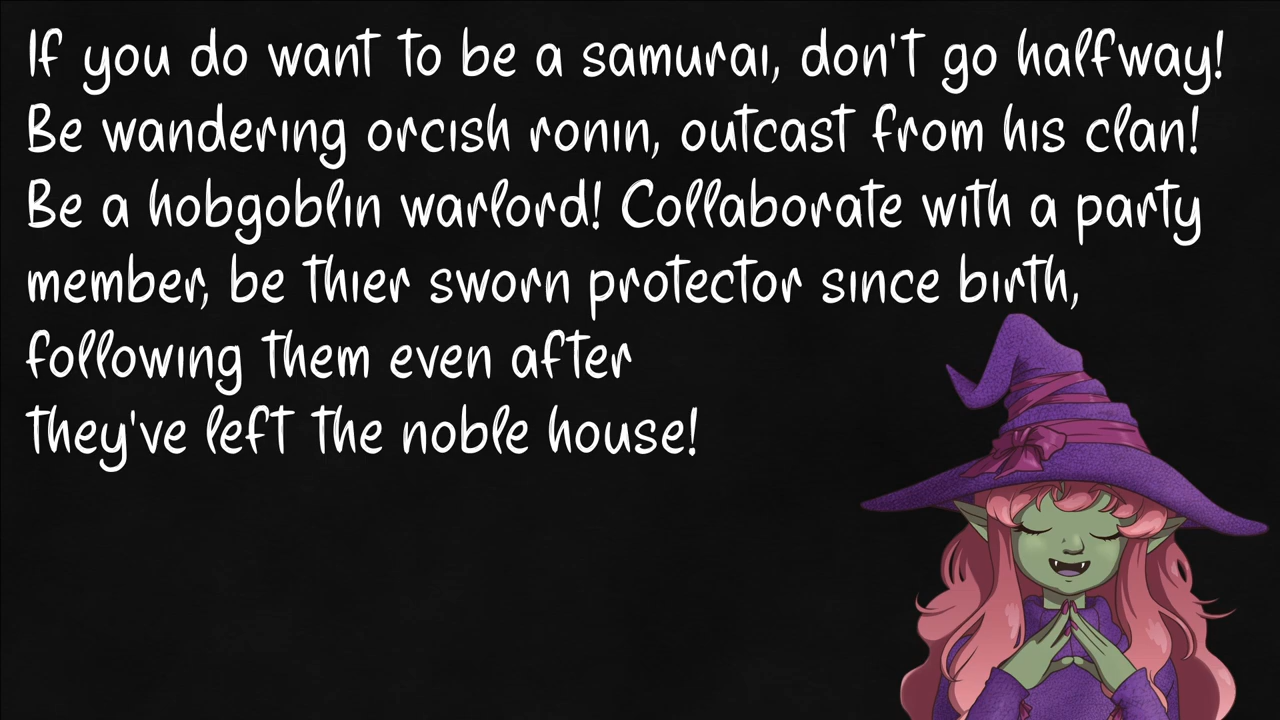 If you do want to be a samurai, don't go halfway!
Be wandering orcish ronin, outcast from his clan!
Be a hobgoblin warlord! Collaborate with a party
member, be thier sworn protector since birth,
following them even after
they've left the noble house!